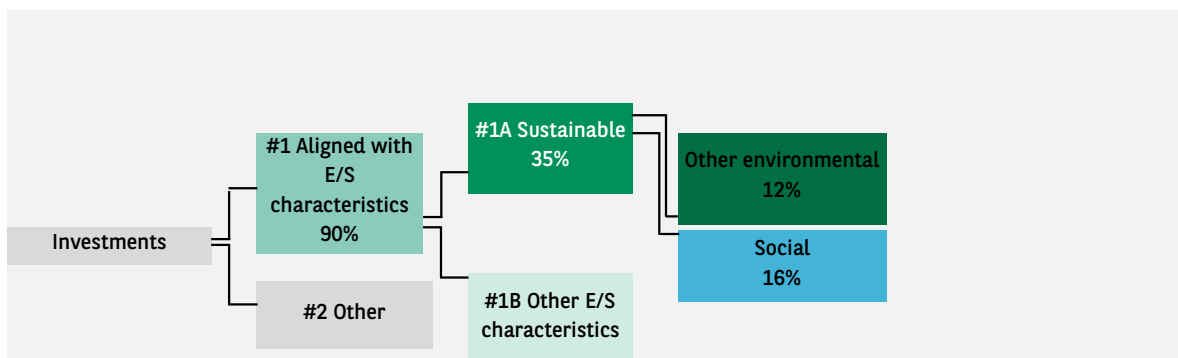 #1A Sustainable
35%
#1 Aligned with
E/S
characteristics
90%
Other environmental
12%
Investments
Social
16%
#2 Other
#1B Other E/S
characteristics